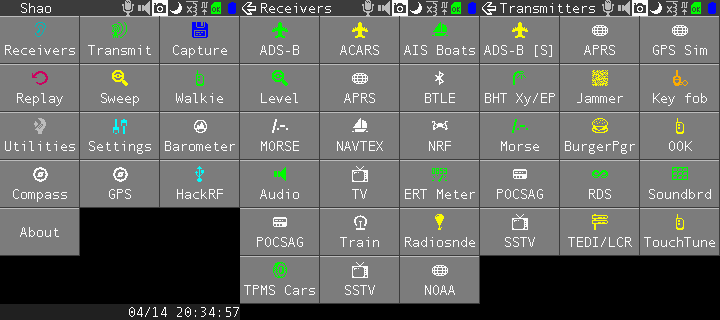 Shao
Receivers Transmit Capture
Replay Sweep Walkie
Utilities Settings Barometer
Compass GPS HackRF
About
04/14 20:34:57
Receivers
ADS-B ACARS AIS Boats
Level APRS BTLE
MORSE NAVTEX NRF
Audio TV ERT Meter
POCSAG Train Radiosnde
TPMS Cars SSTV NOAA
Transmitters
ADS-B [S] APRS GPS Sim
BHT Xy/EP Jammer Key fob
Morse BurgerPgr OOK
POCSAG RDS Soundbrd
SSTV TEDI/LCR TouchTune